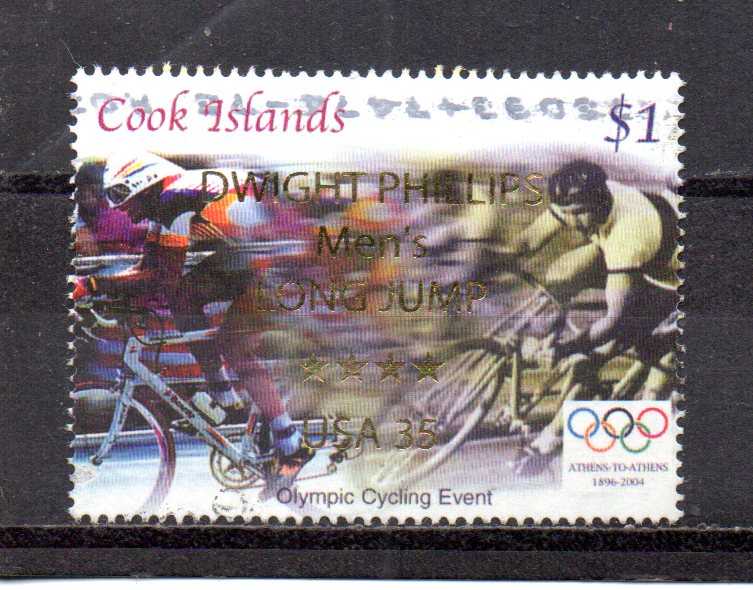 Cook Islands
$1
DWIGHT PHILLIPS
Men's
LONG JUMP
USA 35
ATHENS·TO·ATHENS
1896-2004
Olympic Cycling Event